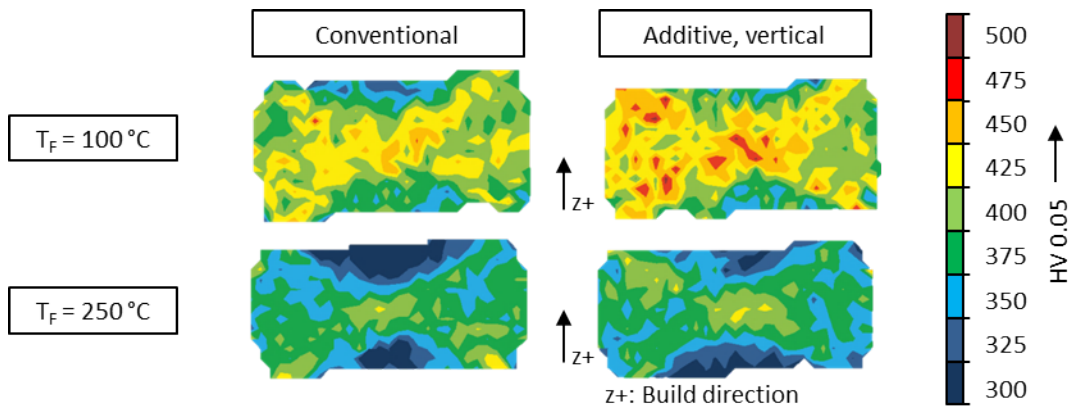 Conventional
Additive, vertical
T_F = 100 °C
z+
T_F = 250 °C
z+
z+: Build direction
500
475
450
425
400
375
350
325
300
HV 0.05